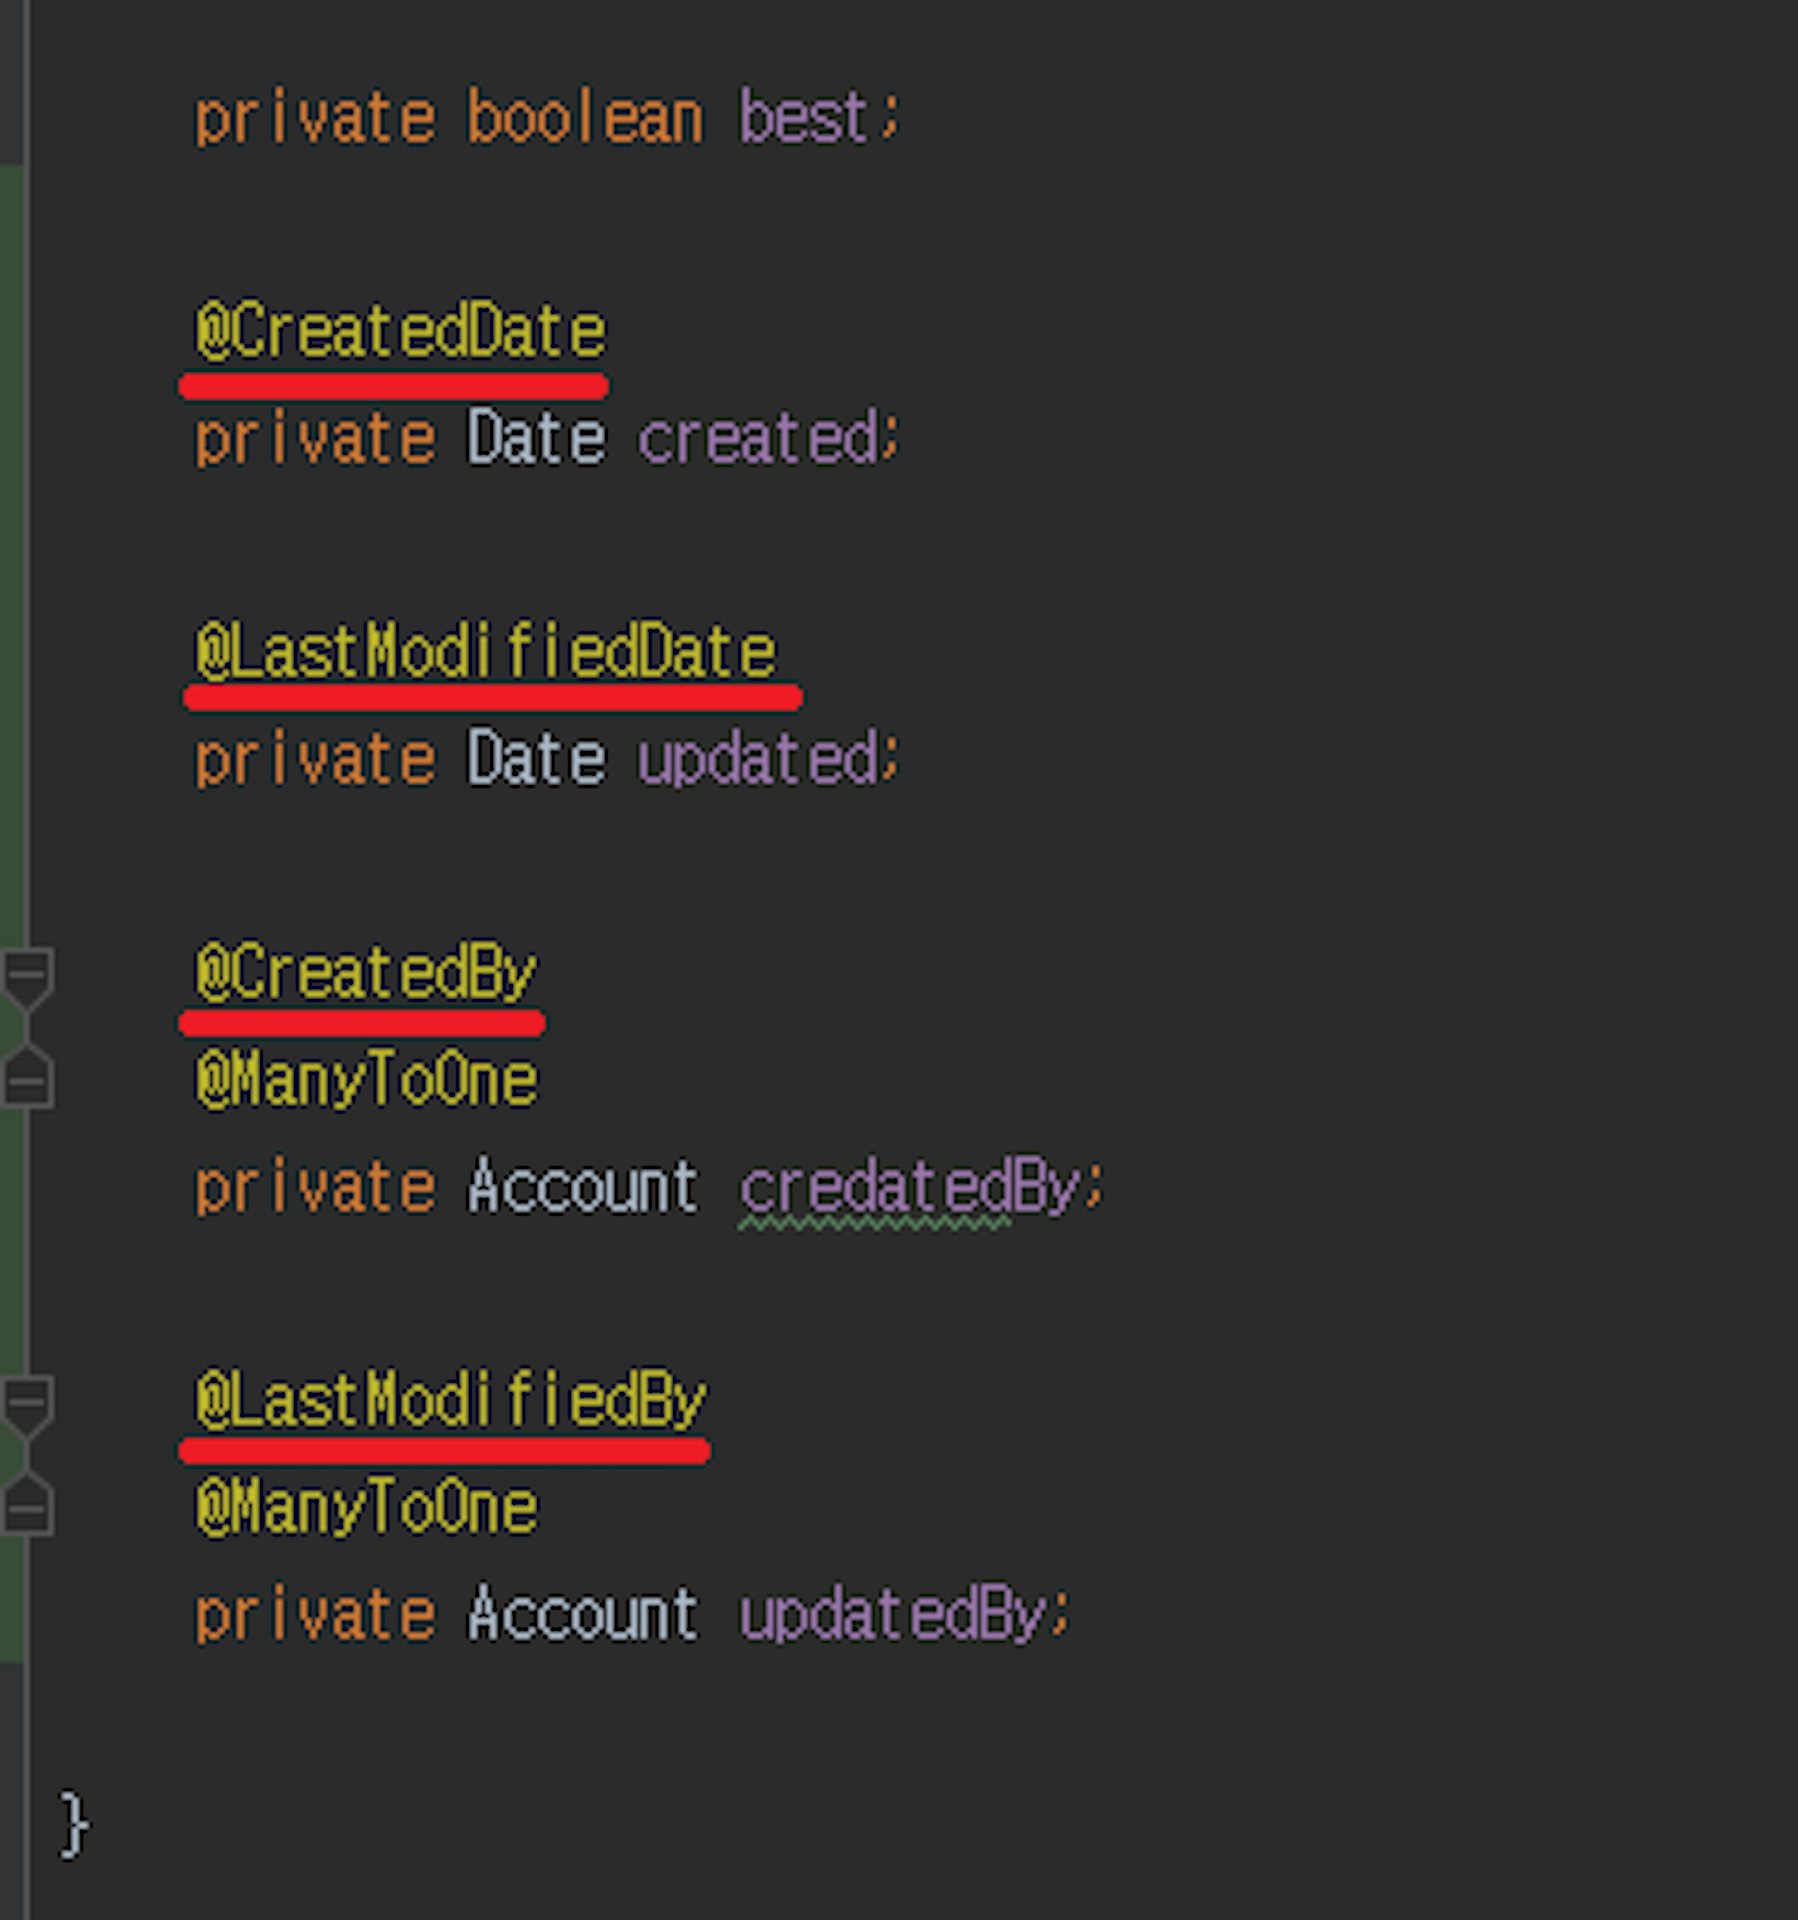 private boolean best;
@CreatedDate
private Date created;
@LastModifiedDate
private Date updated;
@CreatedBy
@ManyToOne
private Account credatedBy;
@LastModifiedBy
@ManyToOne
private Account updatedBy;
}